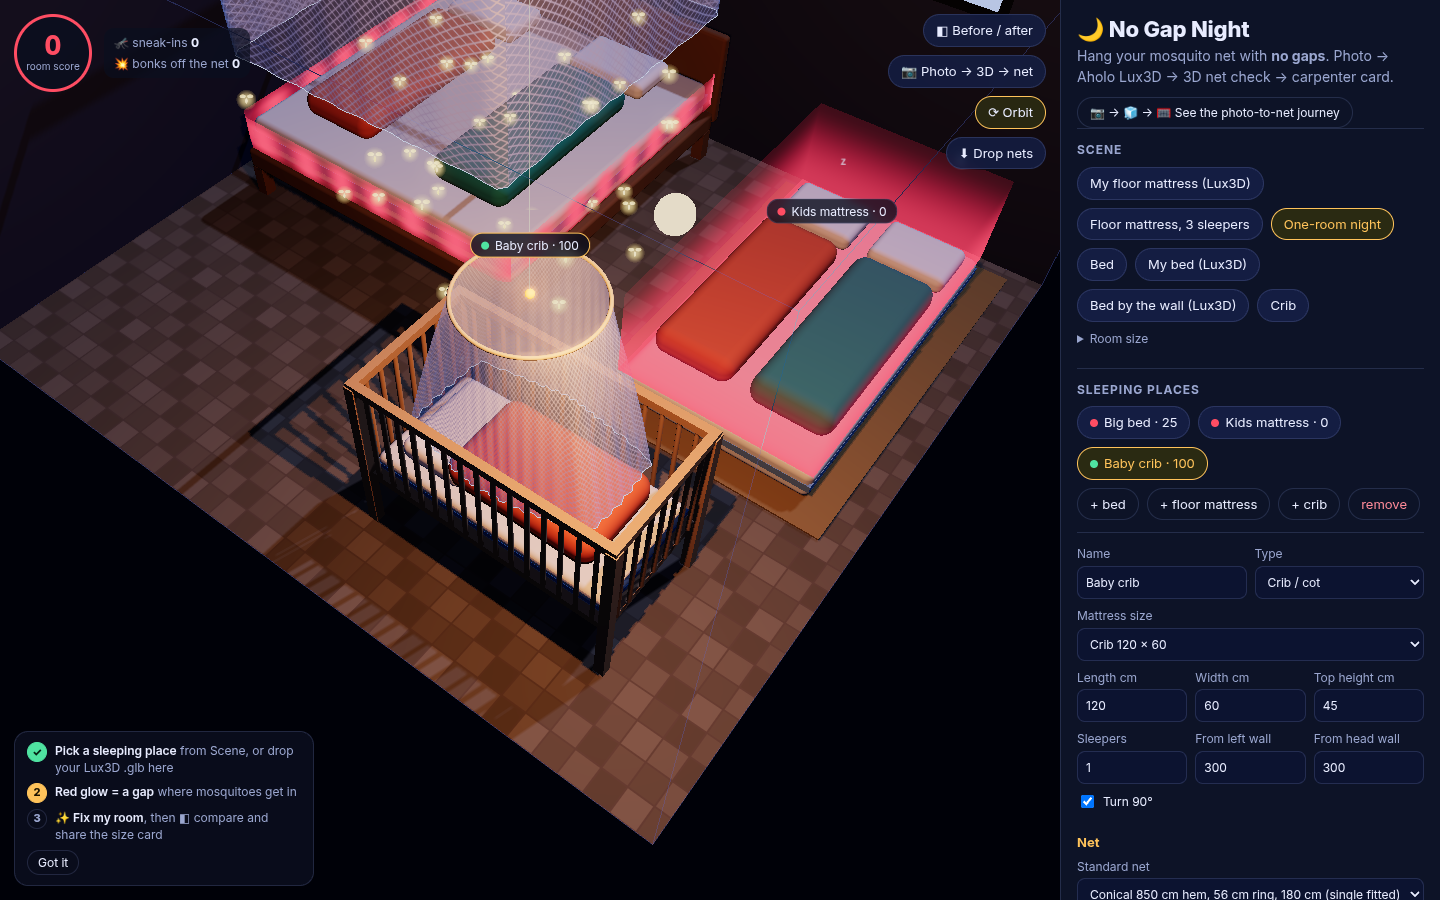 0
room score
🦟 sneak-ins 0
💥 bonks off the net 0
◧ Before / after
📷 Photo → 3D → net
⟳ Orbit
⬇ Drop nets
z
Kids mattress · 0
Baby crib · 100
✓ Pick a sleeping place from Scene, or drop
your Lux3D .glb here
2 Red glow = a gap where mosquitoes get in
3 ✨ Fix my room, then ◧ compare and
share the size card
Got it
🌙 No Gap Night
Hang your mosquito net with no gaps. Photo →
Aholo Lux3D → 3D net check → carpenter card.
📷 → 🧊 → 🥅 See the photo-to-net journey
SCENE
My floor mattress (Lux3D)
Floor mattress, 3 sleepers
One-room night
Bed
My bed (Lux3D)
Bed by the wall (Lux3D)
Crib
▶ Room size
SLEEPING PLACES
Big bed · 25
Kids mattress · 0
Baby crib · 100
+ bed
+ floor mattress
+ crib
remove
Name
Type
Baby crib
Crib / cot
Mattress size
Crib 120 × 60
Length cm
Width cm
Top height cm
120
60
45
Sleepers
From left wall
From head wall
1
300
300
Turn 90°
Net
Standard net
Conical 850 cm hem, 56 cm ring, 180 cm (single fitted)